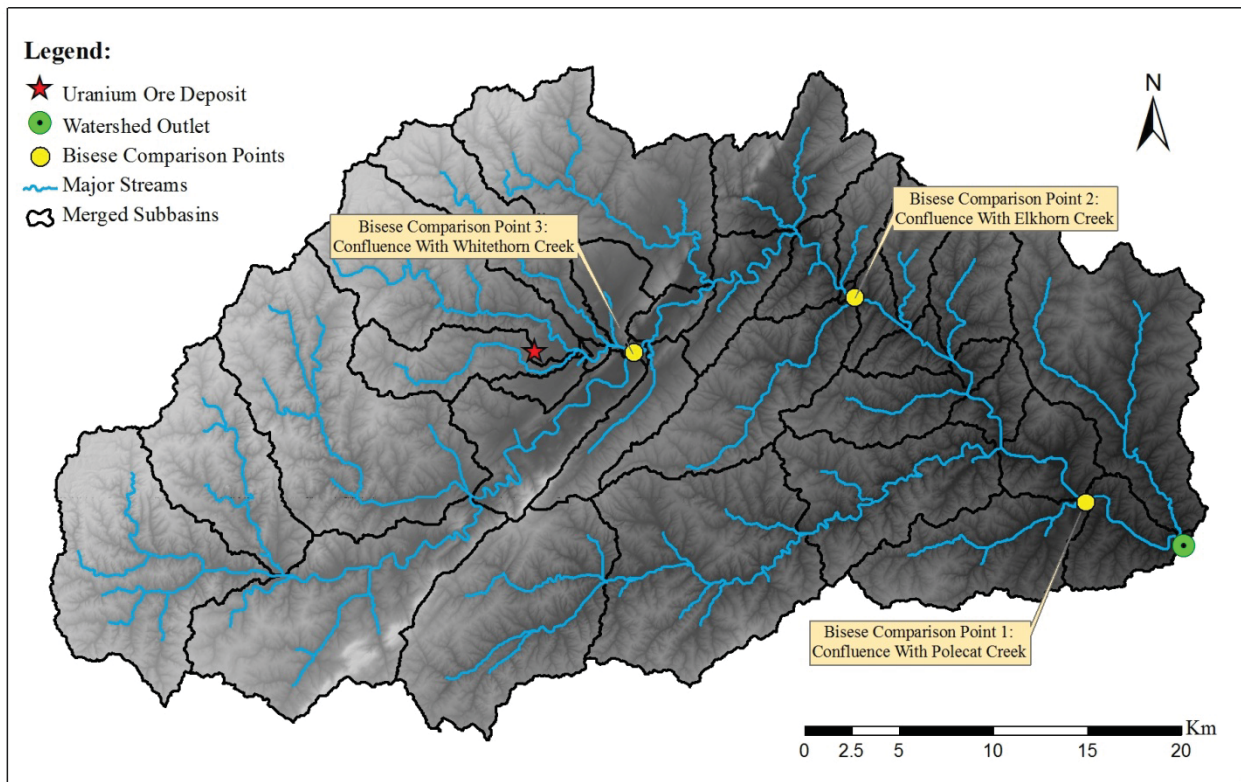 Legend:
Uranium Ore Deposit
Watershed Outlet
Bisese Comparison Points
Major Streams
Merged Subbasins
N
Bisese Comparison Point 2:
Confluence With Elkhorn Creek
Bisese Comparison Point 3:
Confluence With Whitethorn Creek
Bisese Comparison Point 1:
Confluence With Polecat Creek
Km
0 2.5 5 10 15 20